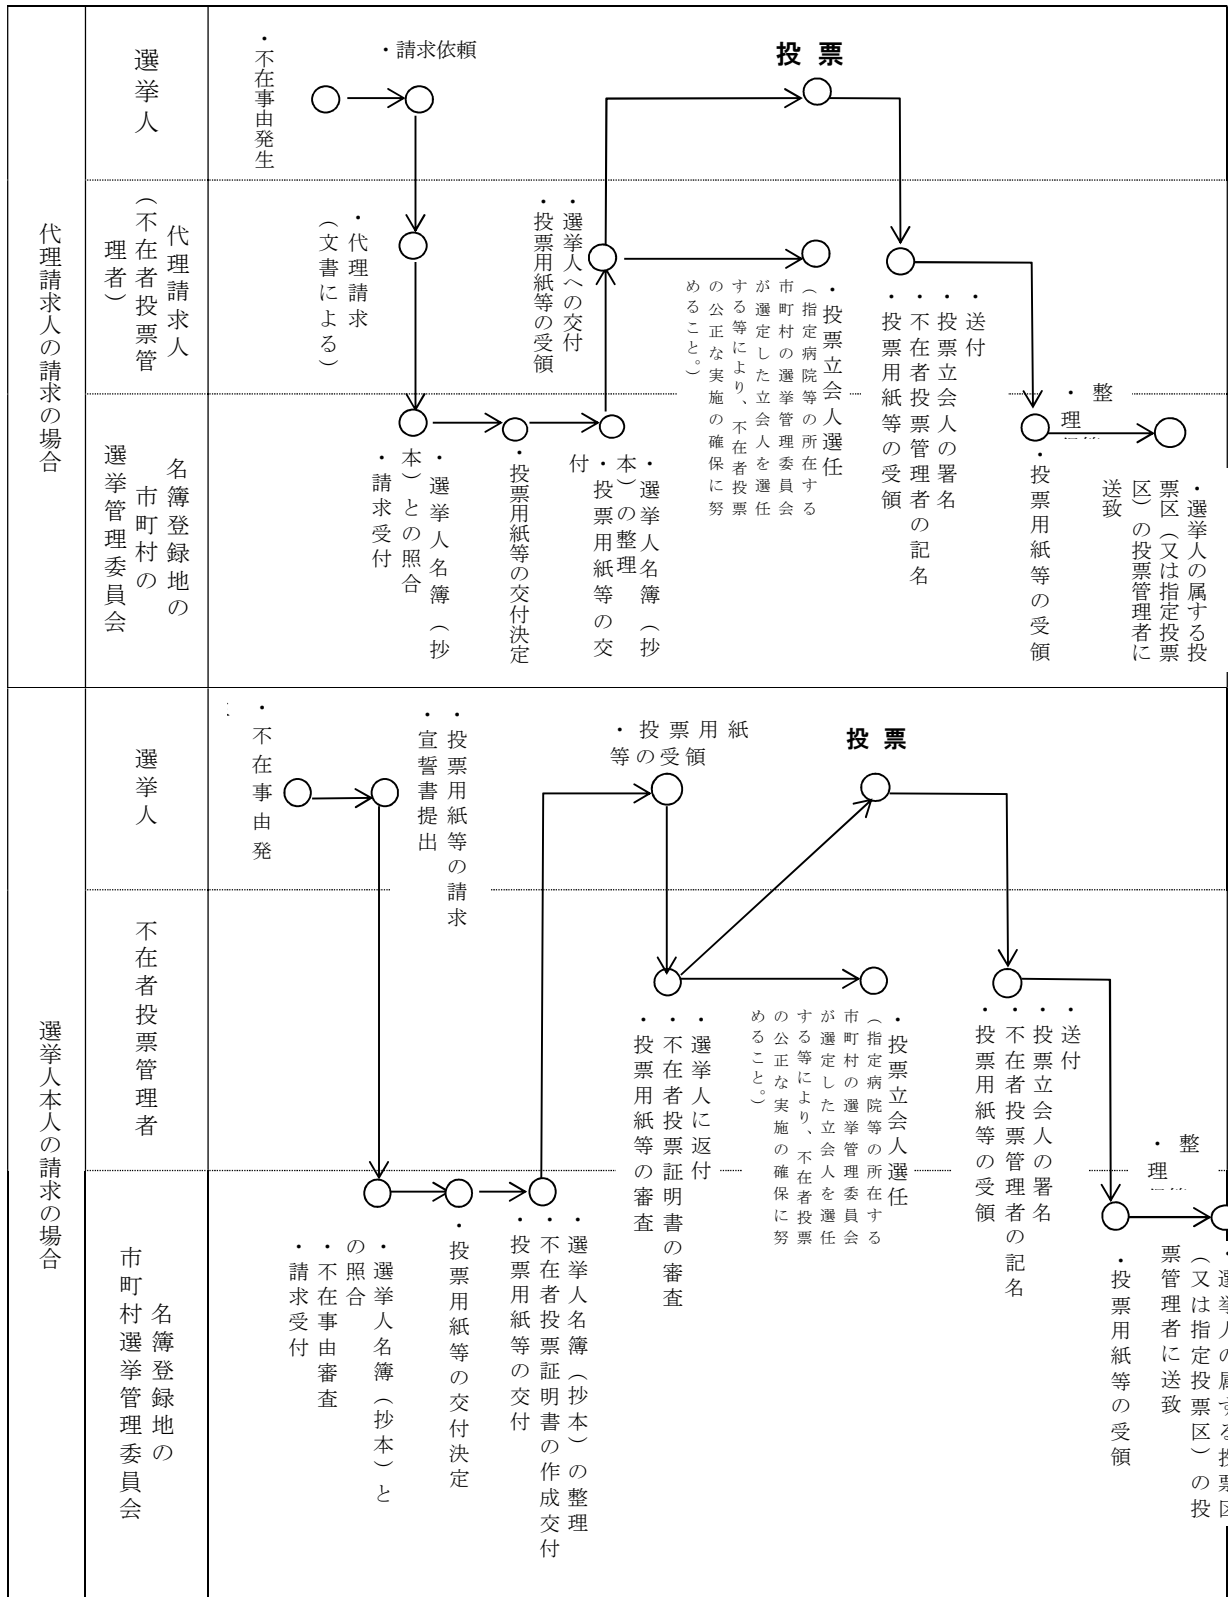 代理請求人の請求の場合
選挙人
・不在事由発生
・請求依頼
投票
代理請求人
（不在者投票管
理者）
・代理請求
（文書による）
・選挙人への交付
・投票用紙等の受領
・投票立会人選任
（指定病院等の所在する
市町村の選挙管理委員会
が選定した立会人を選任
する等により、不在者投票
の公正な実施の確保に努
めること。）
・送付
・投票立会人の署名
・不在者投票管理者の記名
・投票用紙等の受領
名簿登録地の
市町村の
選挙管理委員会
・選挙人名簿（抄
本）との照合
・請求受付
・投票用紙等の交付決定
・選挙人名簿（抄
本）の整理
・投票用紙等の交
付
・投票用紙等の受領
・整
理
・選挙人の属する投
票区（又は指定投票
区）の投票管理者に
送致
選挙人本人の請求の場合
選挙人
・不在事由発
・投票用紙等の請求
・宣誓書提出
・投票用紙
等の受領
投票
不在者投票管理者
・選挙人に返付
・不在者投票証明書の審査
・投票用紙等の審査
・投票立会人選任
（指定病院等の所在する
市町村の選挙管理委員会
が選定した立会人を選任
する等により、不在者投票
の公正な実施の確保に努
めること。）
・送付
・投票立会人の署名
・不在者投票管理者の記名
・投票用紙等の受領
名簿登録地の
市町村選挙管理委員会
・選挙人名簿（抄本）と
の照合
・不在事由審査
・請求受付
・投票用紙等の交付決定
・選挙人名簿（抄本）の整理
・不在者投票証明書の作成交付
・投票用紙等の交付
・投票用紙等の受領
・整
理
・選挙人の属する投票区
（又は指定投票区）の投
票管理者に送致